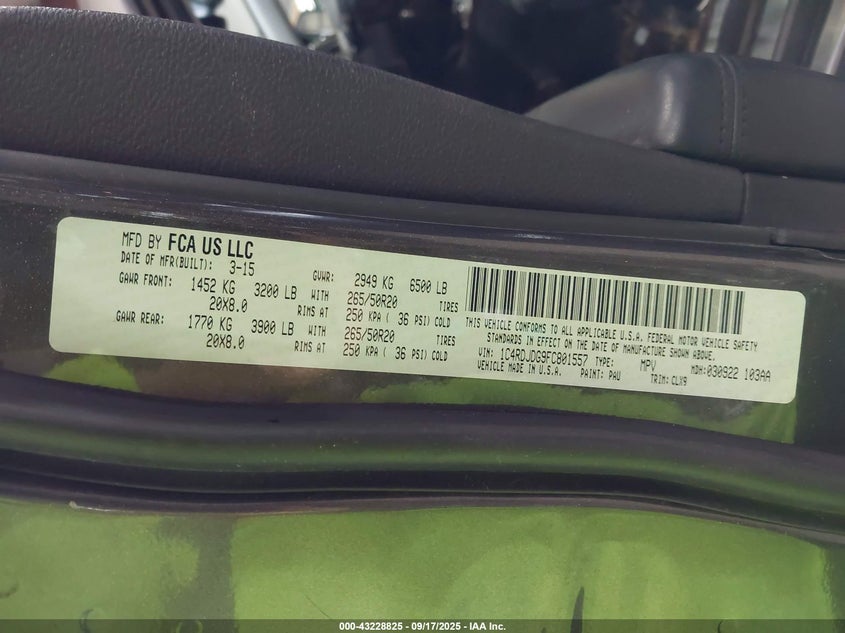 MFD BY FCA US LLC
DATE OF MFR(BUILT): 3-15 GVWR: 2949 KG 6500 LB
GAWR FRONT: 1452 KG 3200 LB WITH 265/50R20 TIRES
20X8.0 RIMS AT 250 KPA ( 36 PSI) COLD
GAWR REAR: 1770 KG 3900 LB WITH 265/50R20 TIRES
20X8.0 RIMS AT 250 KPA ( 36 PSI) COLD
THIS VEHICLE CONFORMS TO ALL APPLICABLE U.S.A. FEDERAL MOTOR VEHICLE SAFETY
STANDARDS IN EFFECT ON THE DATE OF MANUFACTURE SHOWN ABOVE.
VIN: 1C4RDJDG9FC801557 TYPE: MPV MDH:030922 103AA
VEHICLE MADE IN U.S.A. PAINT: PAU TRIM: CLX9
000-43228825 - 09/17/2025 - IAA Inc.